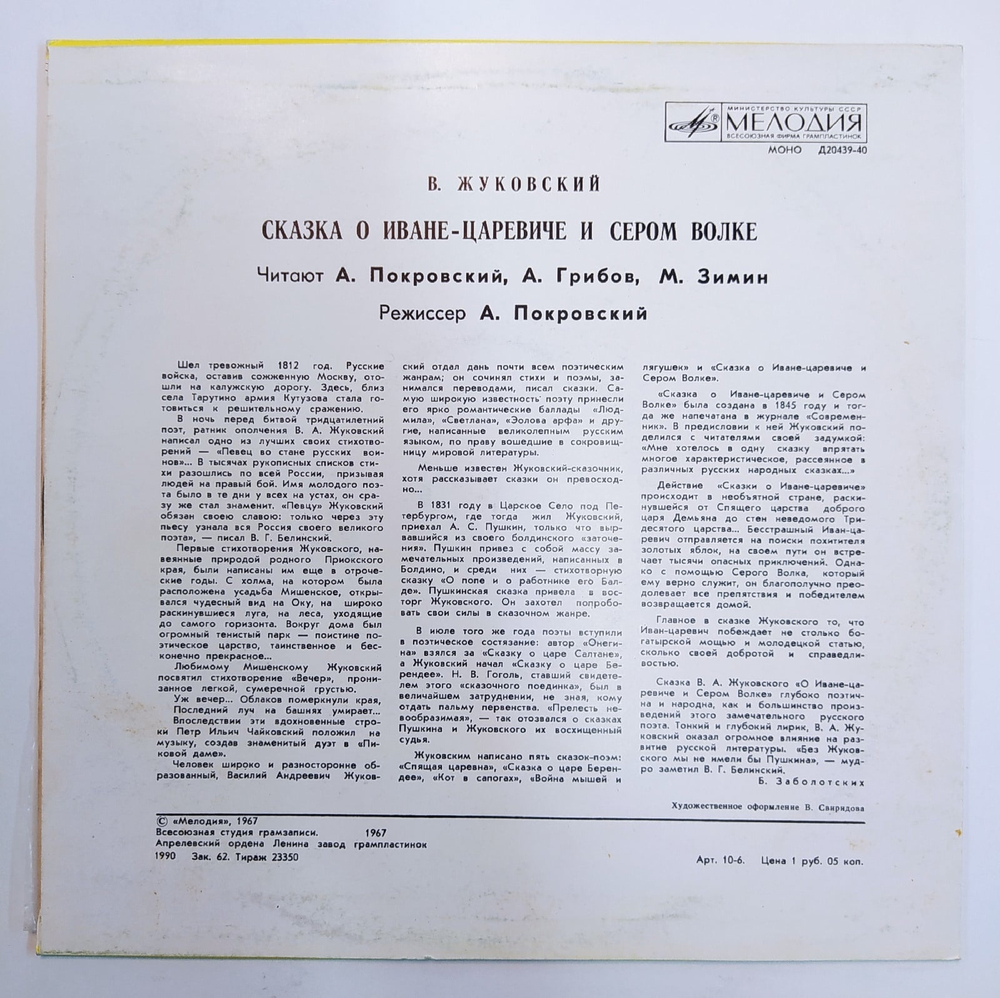 МИНИСТЕРСТВО КУЛЬТУРЫ СССР
МЕЛОДИЯ
ВСЕСОЮЗНАЯ ФИРМА ГРАМПЛАСТИНОК
МОНО Д20439-40
В. ЖУКОВСКИЙ
СКАЗКА О ИВАНЕ-ЦАРЕВИЧЕ И СЕРОМ ВОЛКЕ
Читают А. Покровский, А. Грибов, М. Зимин
Режиссер А. Покровский
Шел тревожный 1812 год. Русские
войска, оставив сожженную Москву, ото-
шли на калужскую дорогу. Здесь, близ
села Тарутино армия Кутузова стала го-
товиться к решительному сражению.
В ночь перед битвой тридцатилетний
поэт, ратник ополчения В. А. Жуковский
написал одно из лучших своих стихотво-
рений — «Певец во стане русских вои-
нов»... В тысячах рукописных списков сти-
хи разошлись по всей России, призывая
людей на правый бой. Имя молодого поэ-
та было в те дни у всех на устах, он сра-
зу же стал знаменит. «Певцу» Жуковский
обязан своею славою: только через эту
пьесу узнала вся Россия своего великого
поэта», — писал В. Г. Белинский.
Первые стихотворения Жуковского, на-
веянные природой родного Приокского
края, были написаны им еще в отроче-
ские годы. С холма, на котором была
расположена усадьба Мишенское, откры-
вался чудесный вид на Оку, на широко
раскинувшиеся луга, на леса, уходящие
до самого горизонта. Вокруг дома был
огромный тенистый парк — поистине по-
этическое царство, таинственное и бес-
конечно прекрасное...
Любимому Мишенскому Жуковский
посвятил стихотворение «Вечер», прони-
занное легкой, сумеречной грустью.
Уж вечер... Облаков померкнули края,
Последний луч на башнях умирает...
Впоследствии эти вдохновенные стро-
ки Петр Ильич Чайковский положил на
музыку, создав знаменитый дуэт в «Пи-
ковой даме».
Человек широко и разносторонне об-
разованный, Василий Андреевич Жуков-
ский отдал дань почти всем поэтическим
жанрам; он сочинял стихи и поэмы, за-
нимался переводами, писал сказки. Са-
мую широкую известность поэту принесли
его ярко романтические баллады «Люд-
мила», «Светлана», «Эолова арфа» и дру-
гие, написанные великолепным русским
языком, по праву вошедшие в сокровищ-
ницу мировой литературы.
Меньше известен Жуковский-сказочник,
хотя рассказывает сказки он превосход-
но...
В 1831 году в Царское Село под Пе-
тербургом, где тогда жил Жуковский,
приехал А. С. Пушкин, только что выр-
вавшийся из своего болдинского «заточе-
ния». Пушкин привез с собой массу за-
мечательных произведений, написанных в
Болдино, и среди них — стихотворную
сказку «О попе и о работнике его Бал-
де». Пушкинская сказка привела в вос-
торг Жуковского. Он захотел попробо-
вать свои силы в сказочном жанре.
В июле того же года поэты вступили
в поэтическое состязание: автор «Онеги-
на» взялся за «Сказку о царе Салтане»,
а Жуковский начал «Сказку о царе Бе-
рендее». Н. В. Гоголь, ставший свидете-
лем этого «сказочного поединка», был в
величайшем затруднении, не зная, кому
отдать пальму первенства. «Прелесть не-
вообразимая», — так отозвался о сказках
Пушкина и Жуковского их восхищенный
судья.
Жуковским написано пять сказок-поэм:
«Спящая царевна», «Сказка о царе Берен-
дее», «Кот в сапогах», «Война мышей и
лягушек» и «Сказка о Иване-царевиче и
Сером Волке».
«Сказка о Иване-царевиче и Сером
Волке» была создана в 1845 году и тог-
да же напечатана в журнале «Современ-
ник». В предисловии к ней Жуковский по-
делился с читателями своей задумкой:
«Мне хотелось в одну сказку впрятать
многое характеристическое, рассеянное в
различных русских народных сказках...»
Действие «Сказки о Иване-царевиче»
происходит в необъятной стране, раски-
нувшейся от Спящего царства доброго
царя Демьяна до стен неведомого Три-
десятого царства... Бесстрашный Иван-ца-
ревич отправляется на поиски похитителя
золотых яблок, на своем пути он встре-
чает тысячи опасных приключений. Одна-
ко с помощью Серого Волка, который
ему верно служит, он благополучно прео-
долевает все препятствия и победителем
возвращается домой.
Главное в сказке Жуковского то, что
Иван-царевич побеждает не столько бо-
гатырской мощью и молодецкой статью,
сколько своей добротой и справедли-
востью.
Сказка В. А. Жуковского «О Иване-ца-
ревиче и Сером Волке» глубоко поэтич-
на и народна, как и большинство произ-
ведений этого замечательного русского
поэта. Тонкий и глубокий лирик, В. А. Жу-
ковский оказал огромное влияние на раз-
витие русской литературы. «Без Жуков-
ского мы не имели бы Пушкина», — муд-
ро заметил В. Г. Белинский.
Б. Заболотских
Художественное оформление В. Свиридова
© «Мелодия», 1967
Всесоюзная студия грамзаписи. 1967
Апрелевский ордена Ленина завод грампластинок
1990 Зак. 62. Тираж 23350
Арт. 10-6. Цена 1 руб. 05 коп.